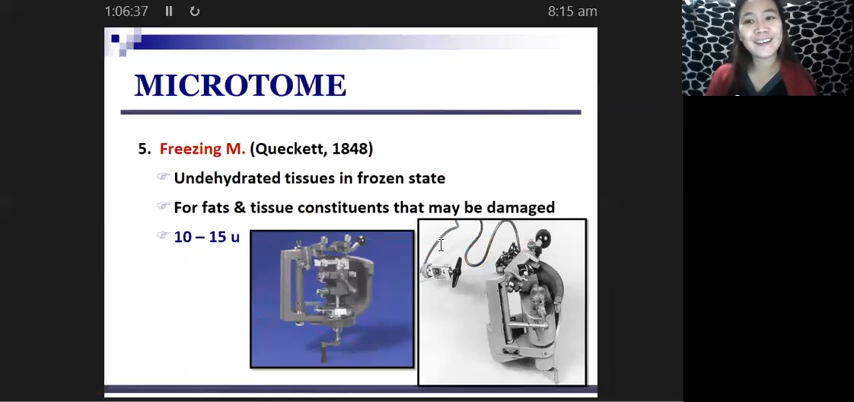 1:06:37
8:15 am
MICROTOME
5. Freezing M. (Queckett, 1848)
☞ Undehydrated tissues in frozen state
☞ For fats & tissue constituents that may be damaged
☞ 10 – 15 u